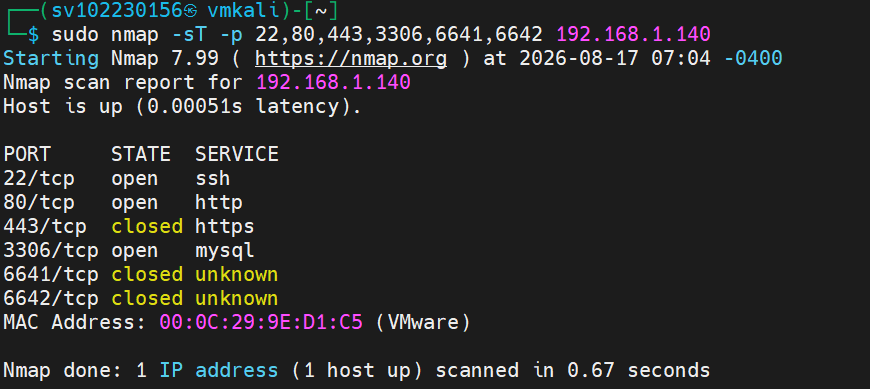 ┌──(sv102230156㉿ vmkali)-[~]
└─$ sudo nmap -sT -p 22,80,443,3306,6641,6642 192.168.1.140
Starting Nmap 7.99 ( https://nmap.org ) at 2026-08-17 07:04 -0400
Nmap scan report for 192.168.1.140
Host is up (0.00051s latency).

PORT     STATE  SERVICE
22/tcp   open   ssh
80/tcp   open   http
443/tcp  closed https
3306/tcp open   mysql
6641/tcp closed unknown
6642/tcp closed unknown
MAC Address: 00:0C:29:9E:D1:C5 (VMware)

Nmap done: 1 IP address (1 host up) scanned in 0.67 seconds